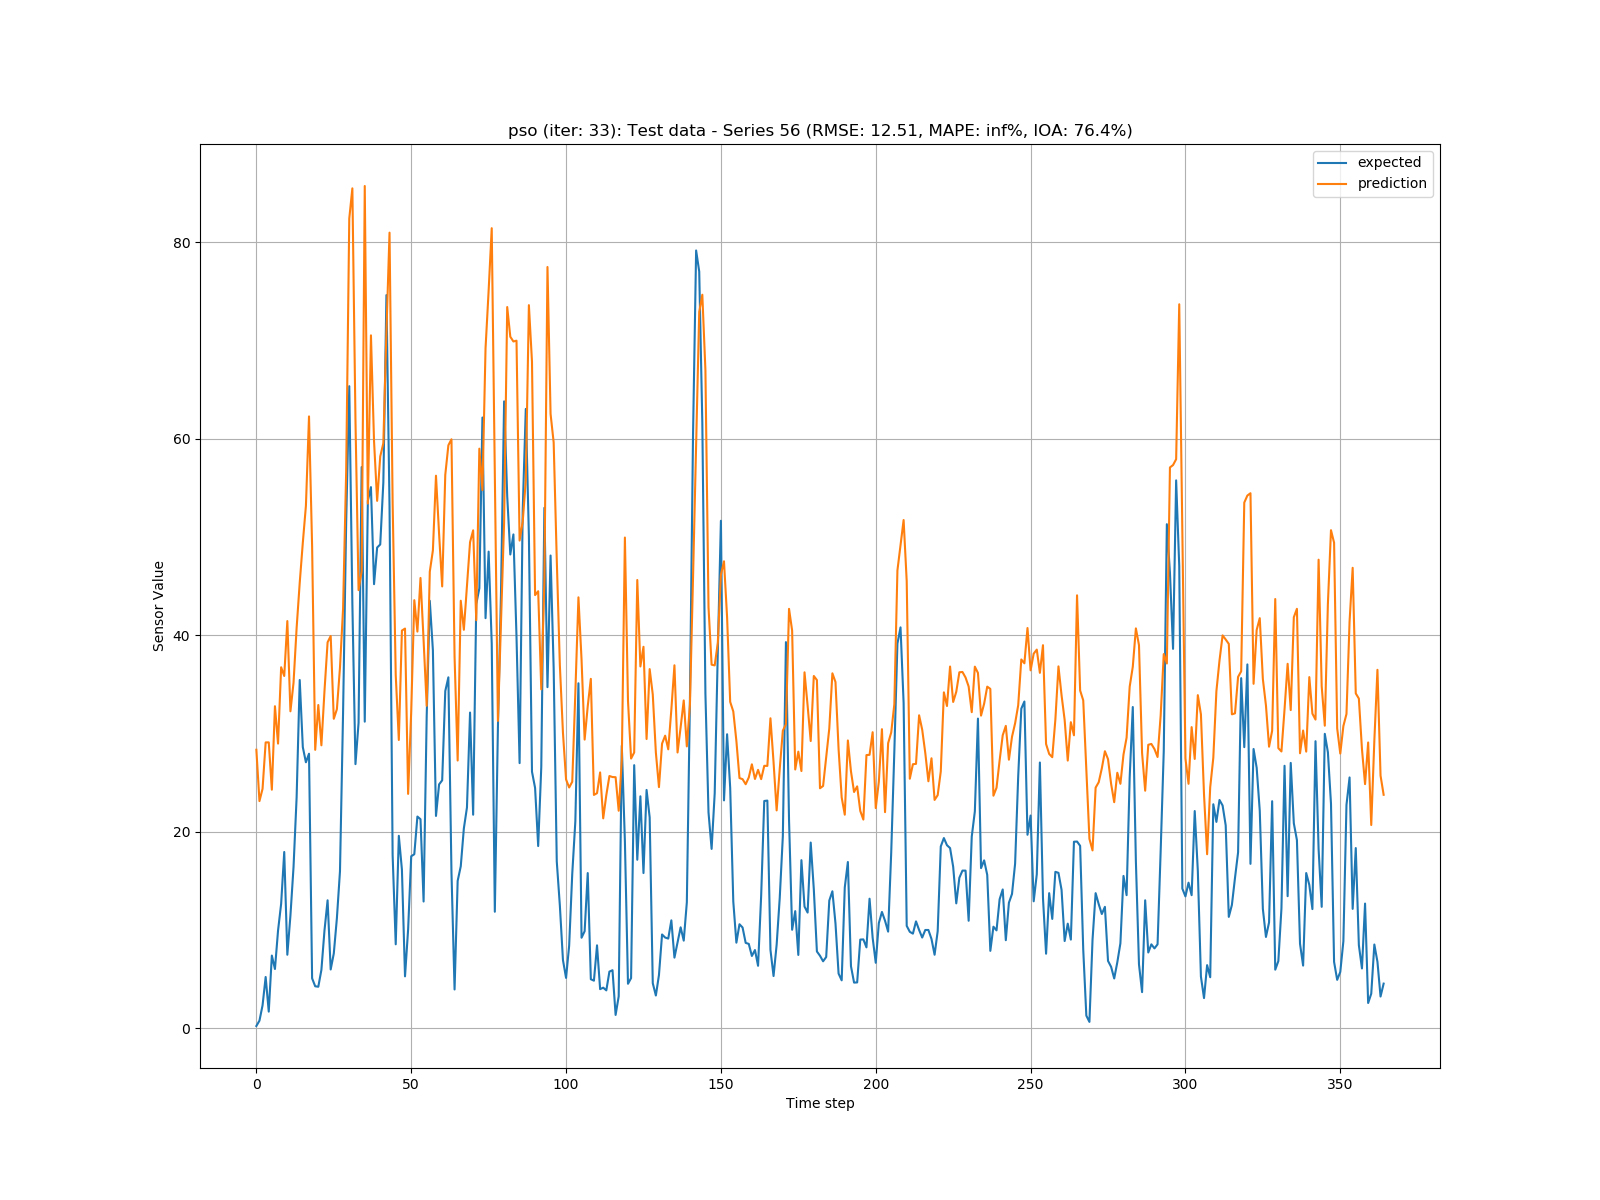 pso (iter: 33): Test data - Series 56 (RMSE: 12.51, MAPE: inf%, IOA: 76.4%)
expected
prediction
80
60
40
20
0
Sensor Value
0 50 100 150 200 250 300 350
Time step